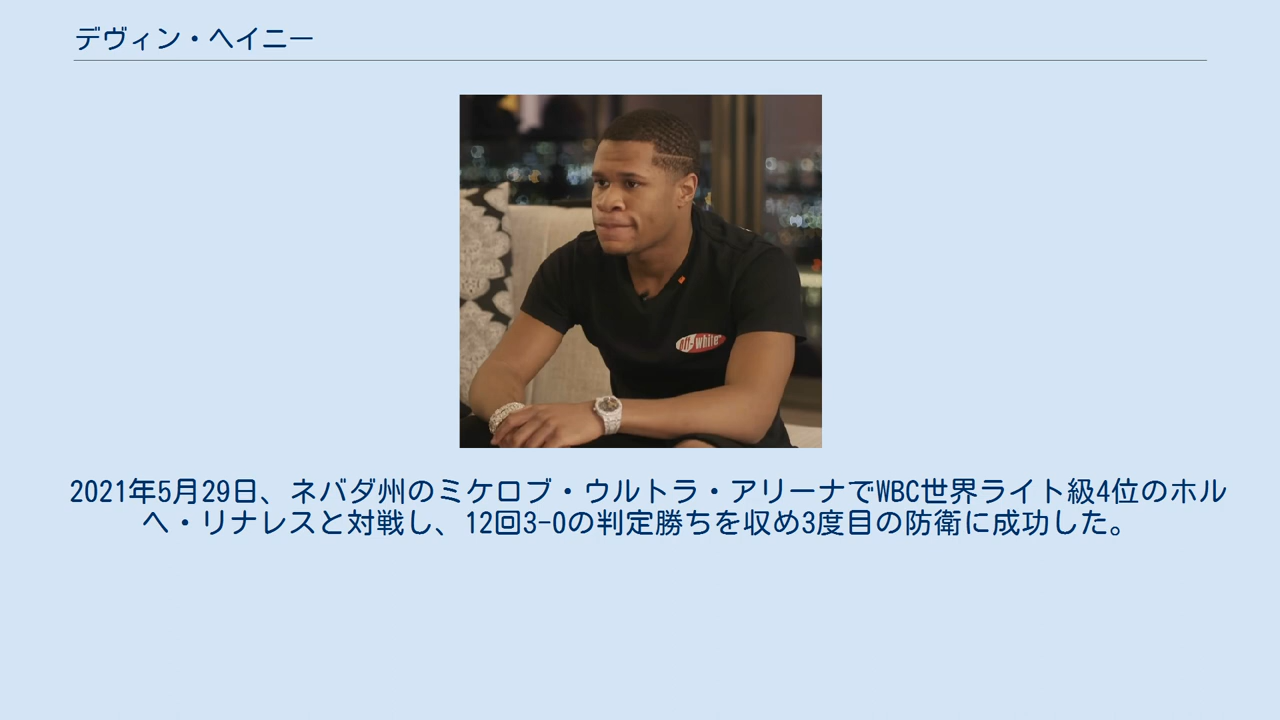 デヴィン・ヘイニー
off-white
2021年5月29日、ネバダ州のミケロブ・ウルトラ・アリーナでWBC世界ライト級4位のホル
ヘ・リナレスと対戦し、12回3-0の判定勝ちを収め3度目の防衛に成功した。